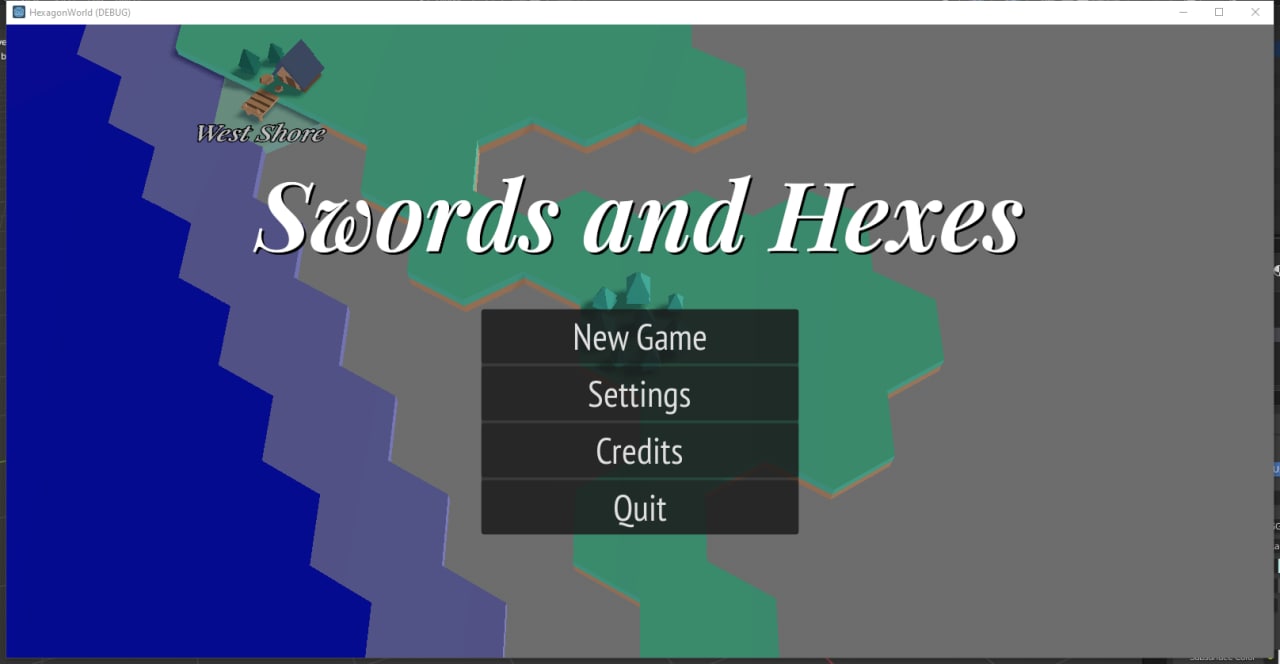 HexagonWorld (DEBUG)
West Shore
Swords and Hexes
New Game
Settings
Credits
Quit